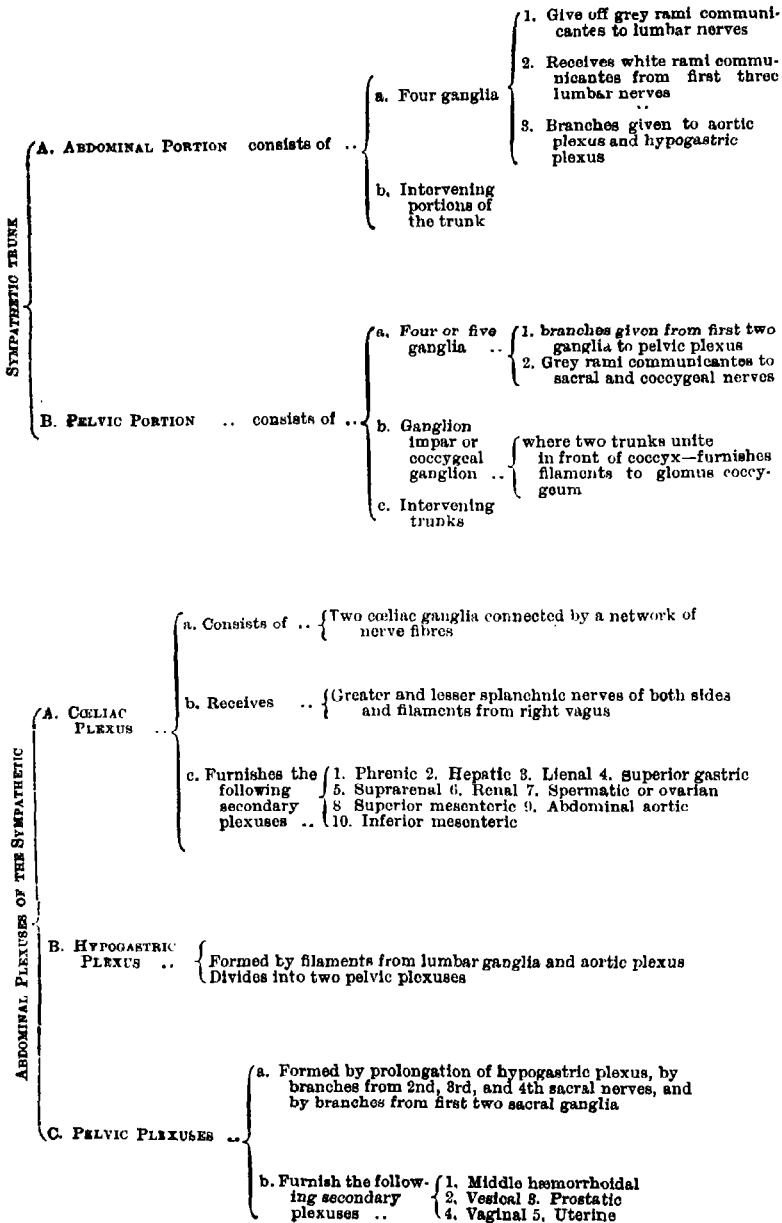 SYMPATHETIC TRUNK
A. ABDOMINAL PORTION consists of ..
a. Four ganglia
1. Give off grey rami communi-
cantes to lumbar nerves
2. Receives white rami commu-
nicantes from first three
lumbar nerves
3. Branches given to aortic
plexus and hypogastric
plexus
b. Intervening
portions of
the trunk
B. PELVIC PORTION .. consists of ..
a. Four or five
ganglia ..
1. branches given from first two
ganglia to pelvic plexus
2. Grey rami communicantes to
sacral and coccygeal nerves
b. Ganglion
impar or
coccygeal
ganglion ..
where two trunks unite
in front of coccyx—furnishes
filaments to glomus coccy-
geum
c. Intervening
trunks
ABDOMINAL PLEXUSES OF THE SYMPATHETIC
A. CŒLIAC
PLEXUS ..
a. Consists of ..
Two cœliac ganglia connected by a network of
nerve fibres
b. Receives ..
Greater and lesser splanchnic nerves of both sides
and filaments from right vagus
c. Furnishes the
following
secondary
plexuses ..
1. Phrenic 2. Hepatic 3. Lienal 4. Superior gastric
5. Suprarenal 6. Renal 7. Spermatic or ovarian
8 Superior mesenteric 9. Abdominal aortic
10. Inferior mesenteric
B. HYPOGASTRIC
PLEXUS ..
Formed by filaments from lumbar ganglia and aortic plexus
Divides into two pelvic plexuses
C. PELVIC PLEXUSES ..
a. Formed by prolongation of hypogastric plexus, by
branches from 2nd, 3rd, and 4th sacral nerves, and
by branches from first two sacral ganglia
b. Furnish the follow-
ing secondary
plexuses ..
1. Middle hæmorrhoidal
2. Vesical 3. Prostatic
4. Vaginal 5. Uterine